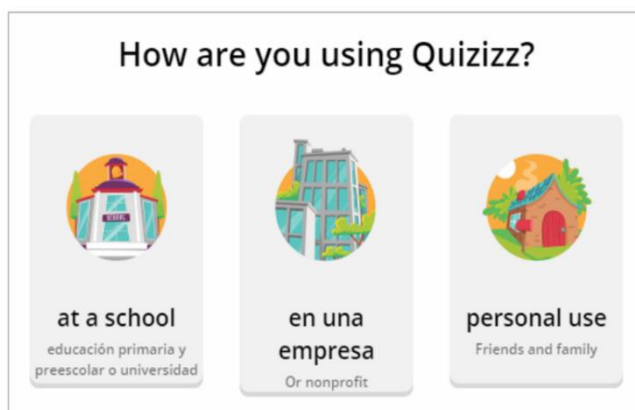 How are you using Quizizz?
SCHOOL
at a school
educación primaria y
preescolar o universidad
en una
empresa
Or nonprofit
personal use
Friends and family